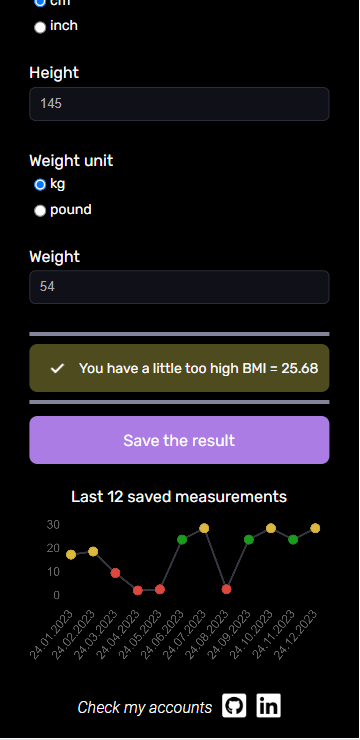 cm
inch
Height
145
Weight unit
kg
pound
Weight
54
You have a little too high BMI = 25.68
Save the result
Last 12 saved measurements
30
20
10
0
24.01.2023
24.02.2023
24.03.2023
24.04.2023
24.05.2023
24.06.2023
24.07.2023
24.08.2023
24.09.2023
24.10.2023
24.11.2023
24.12.2023
Check my accounts
in